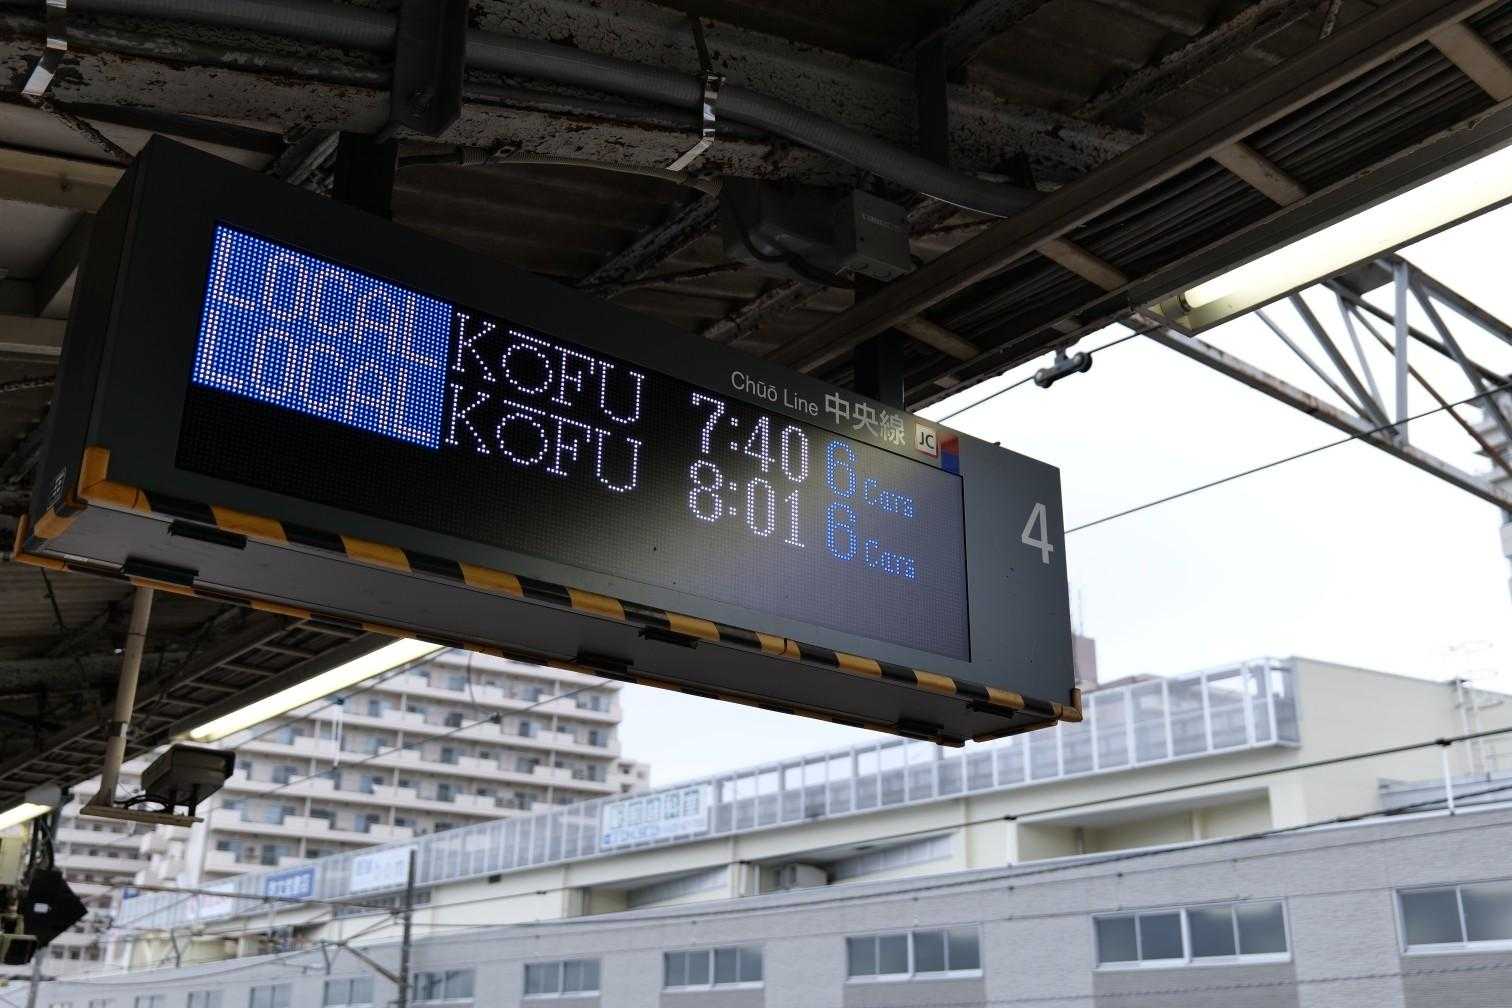 Chūō Line 中央線 JC
4
LOCAL KŌFU 7:40 6 Cars
LOCAL KŌFU 8:01 6 Cars